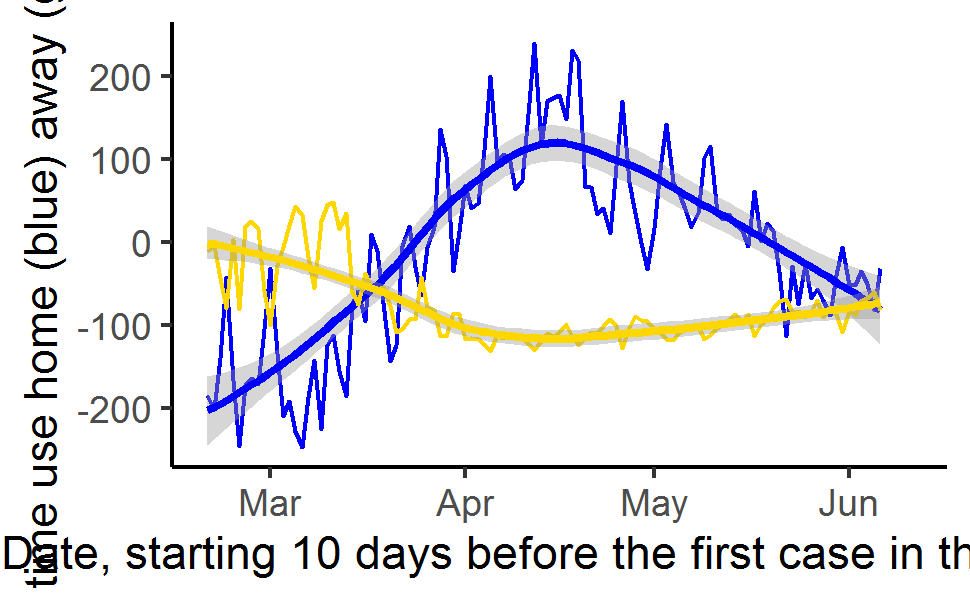 time use home (blue) away (g
200
100
0
-100
-200
Mar Apr May Jun
Date, starting 10 days before the first case in th